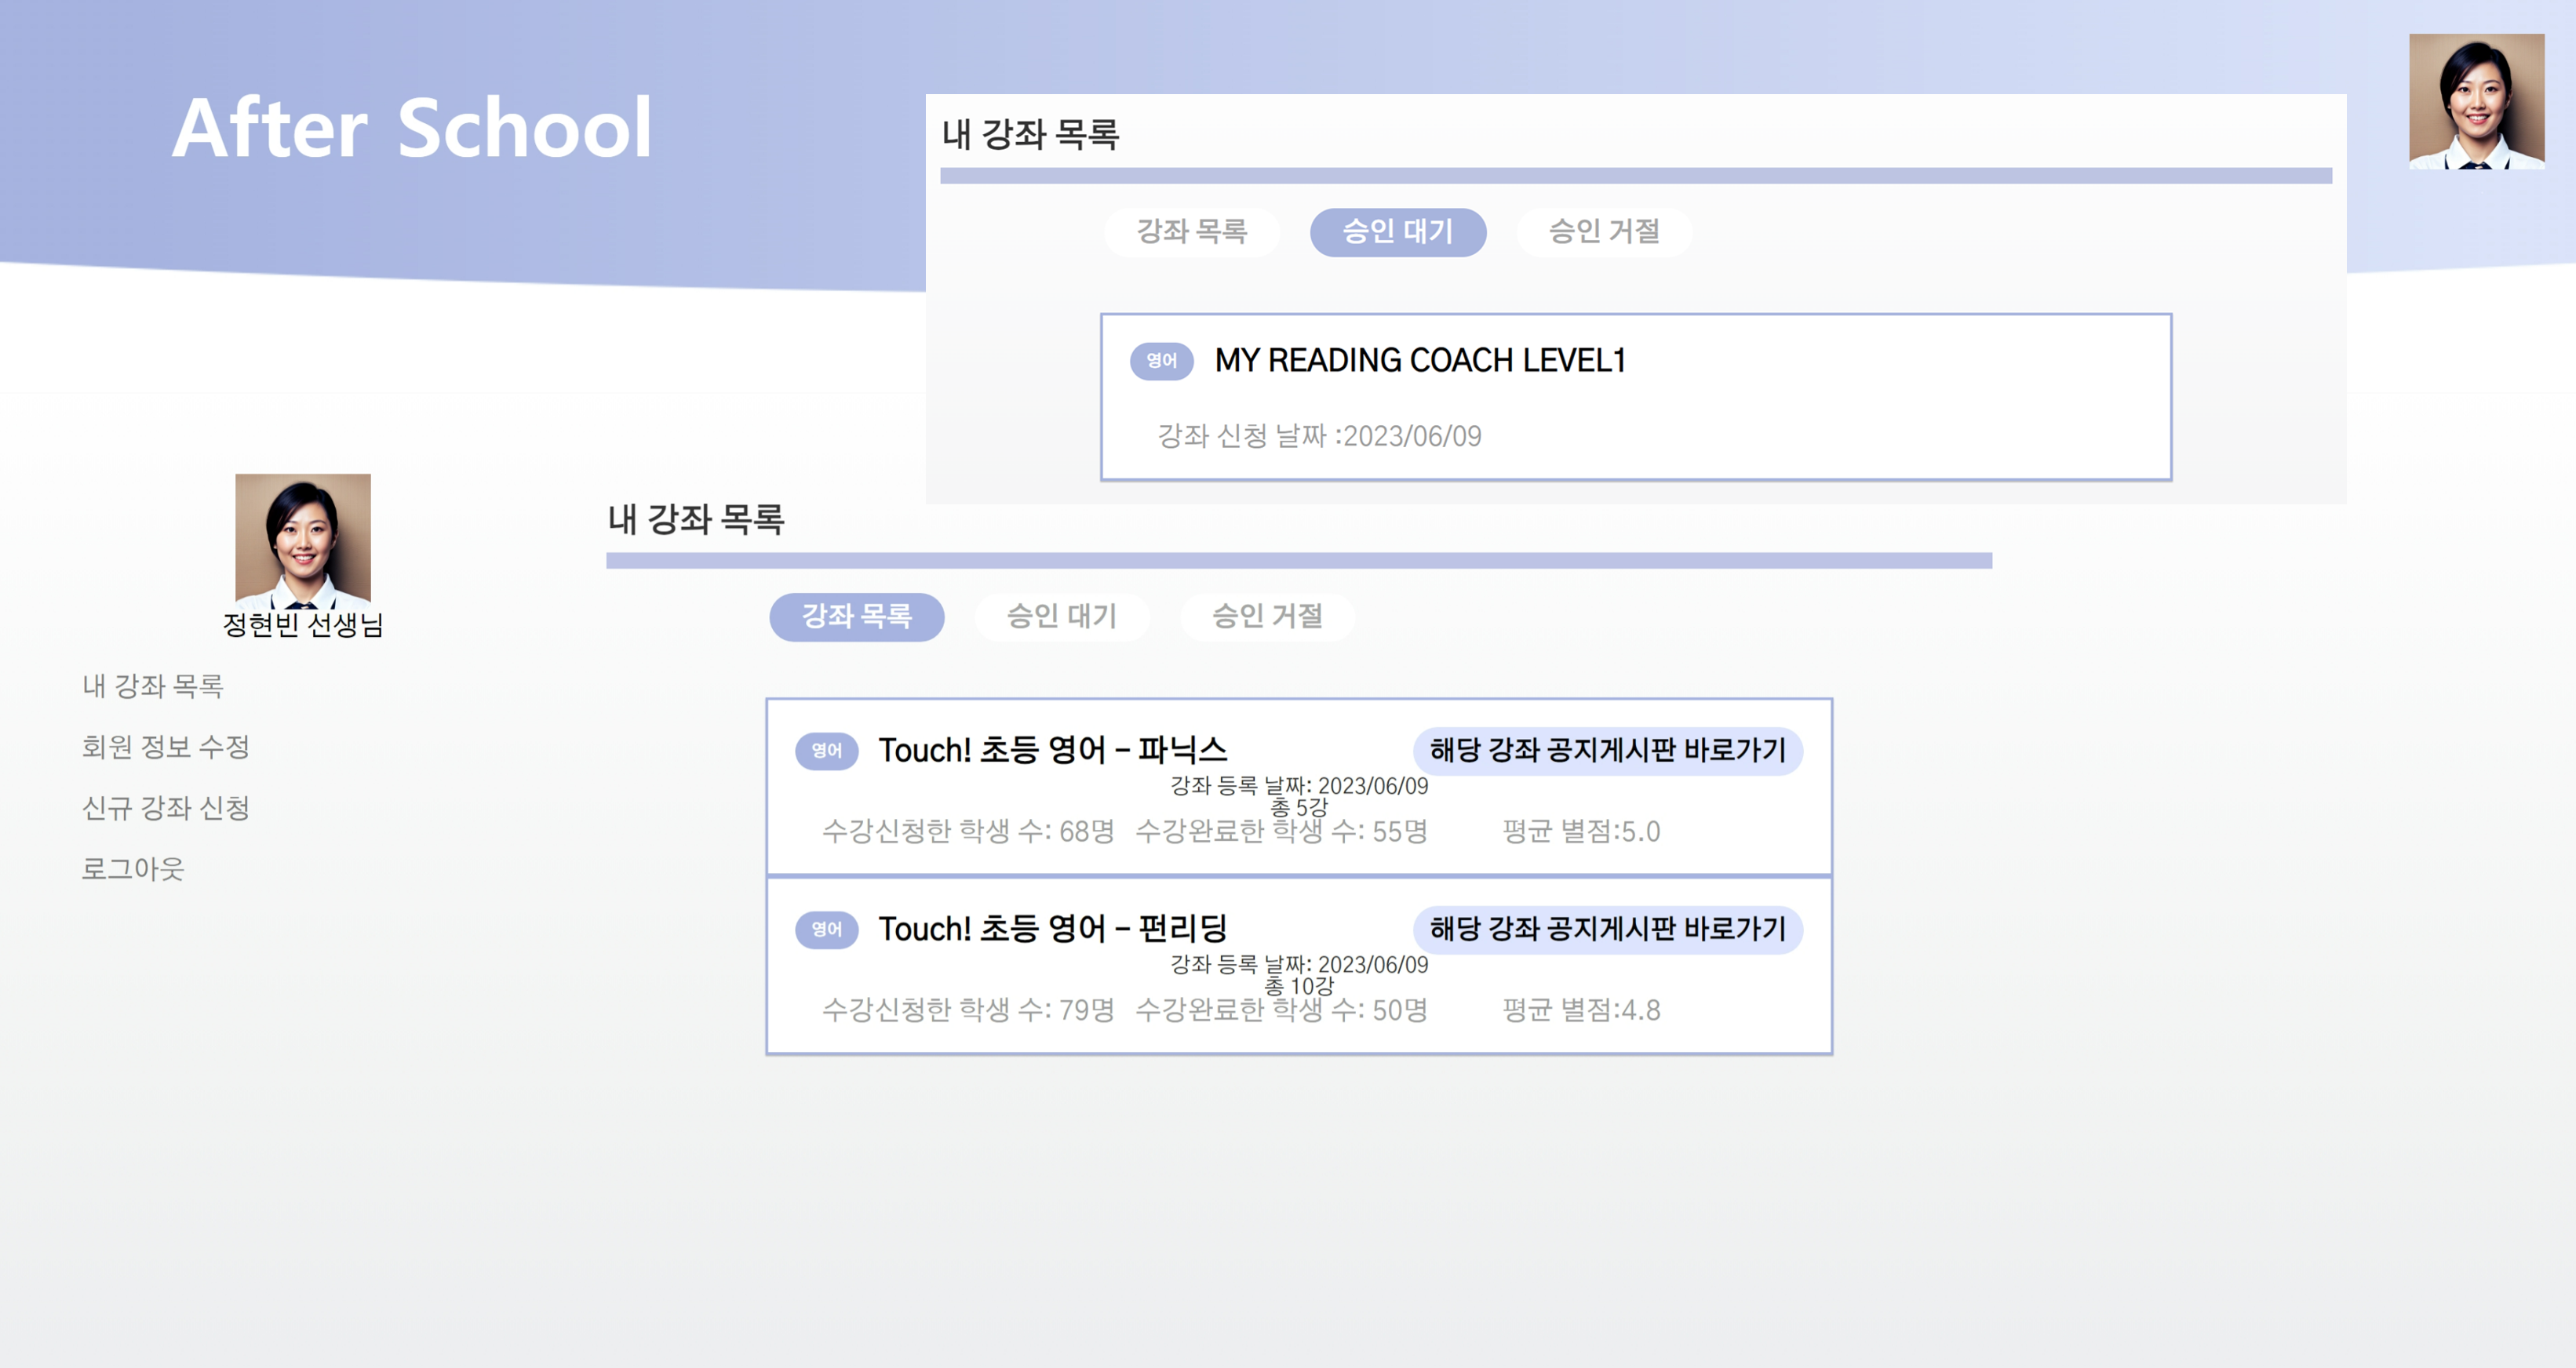 After School
내 강좌 목록
강좌 목록 승인 대기 승인 거절
영어 MY READING COACH LEVEL1
강좌 신청 날짜 :2023/06/09
정현빈 선생님
내 강좌 목록
회원 정보 수정
신규 강좌 신청
로그아웃
내 강좌 목록
강좌 목록 승인 대기 승인 거절
영어 Touch! 초등 영어 – 파닉스 해당 강좌 공지게시판 바로가기
강좌 등록 날짜: 2023/06/09
총 5강
수강신청한 학생 수: 68명 수강완료한 학생 수: 55명 평균 별점:5.0
영어 Touch! 초등 영어 – 펀리딩 해당 강좌 공지게시판 바로가기
강좌 등록 날짜: 2023/06/09
총 10강
수강신청한 학생 수: 79명 수강완료한 학생 수: 50명 평균 별점:4.8